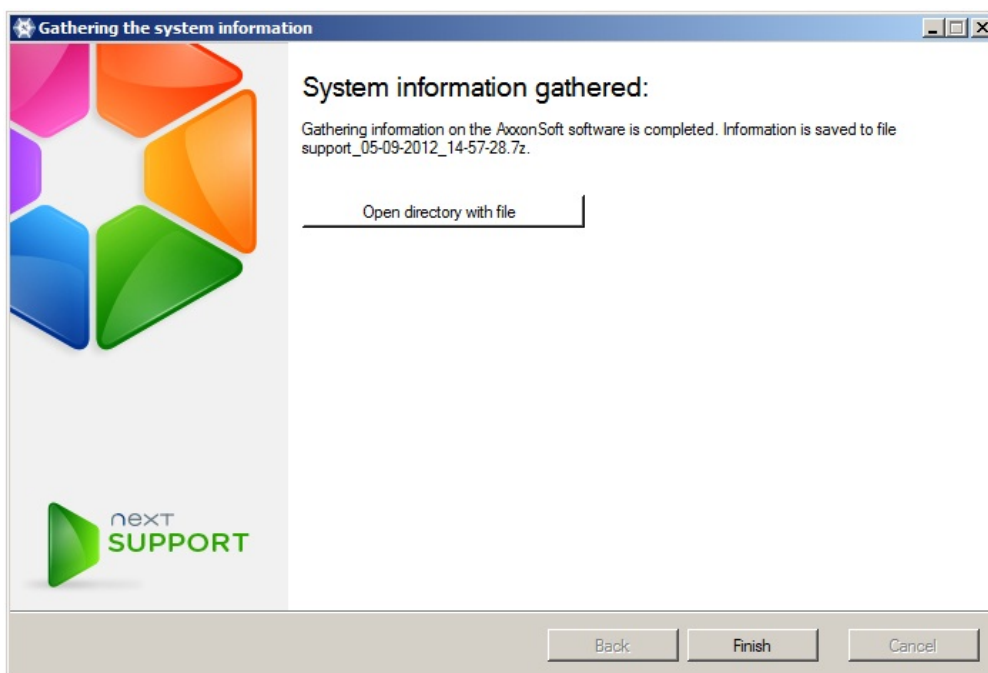 Gathering the system information
System information gathered:
Gathering information on the AxxonSoft software is completed. Information is saved to file
support_05-09-2012_14-57-28.7z.
Open directory with file
next
SUPPORT
Back
Finish
Cancel